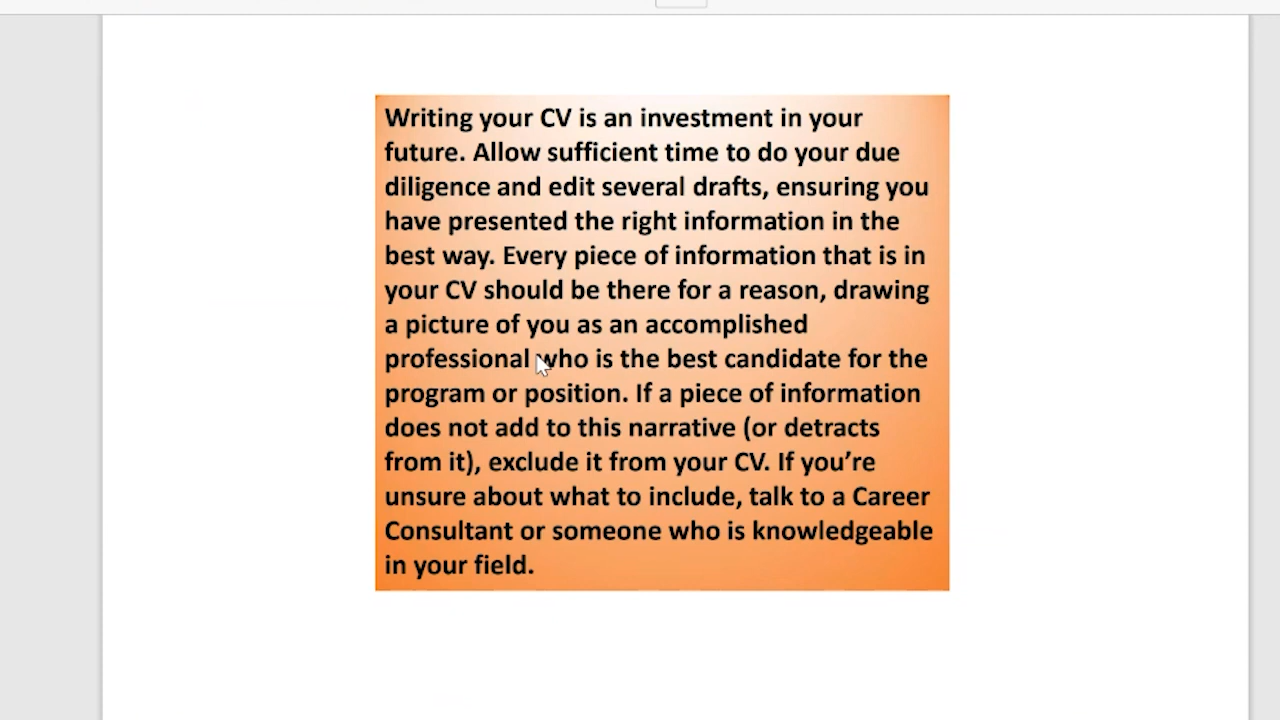 Writing your CV is an investment in your
future. Allow sufficient time to do your due
diligence and edit several drafts, ensuring you
have presented the right information in the
best way. Every piece of information that is in
your CV should be there for a reason, drawing
a picture of you as an accomplished
professional who is the best candidate for the
program or position. If a piece of information
does not add to this narrative (or detracts
from it), exclude it from your CV. If you’re
unsure about what to include, talk to a Career
Consultant or someone who is knowledgeable
in your field.